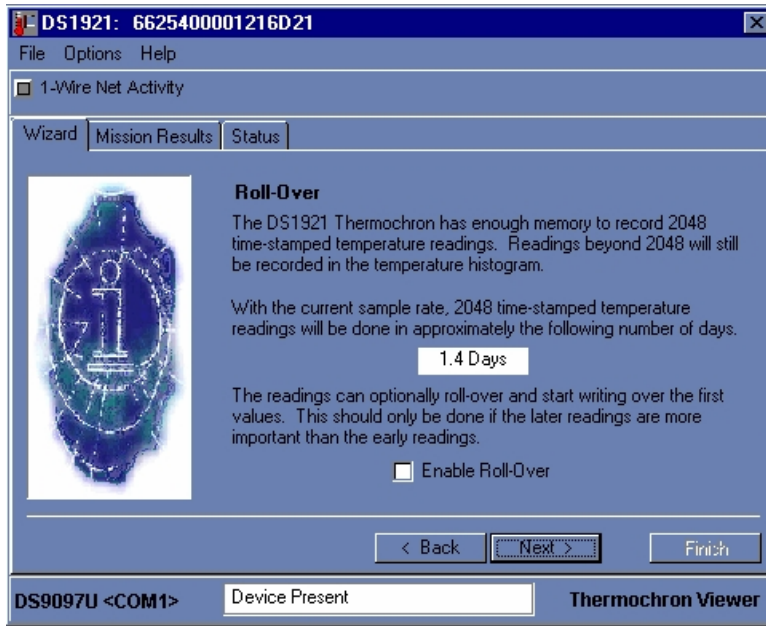 DS1921: 6625400001216D21
File Options Help
1-Wire Net Activity
Wizard Mission Results Status
Roll-Over
The DS1921 Thermochron has enough memory to record 2048
time-stamped temperature readings. Readings beyond 2048 will still
be recorded in the temperature histogram.
With the current sample rate, 2048 time-stamped temperature
readings will be done in approximately the following number of days.
1.4 Days
The readings can optionally roll-over and start writing over the first
values. This should only be done if the later readings are more
important than the early readings.
Enable Roll-Over
< Back Next > Finish
DS9097U <COM1> Device Present Thermochron Viewer